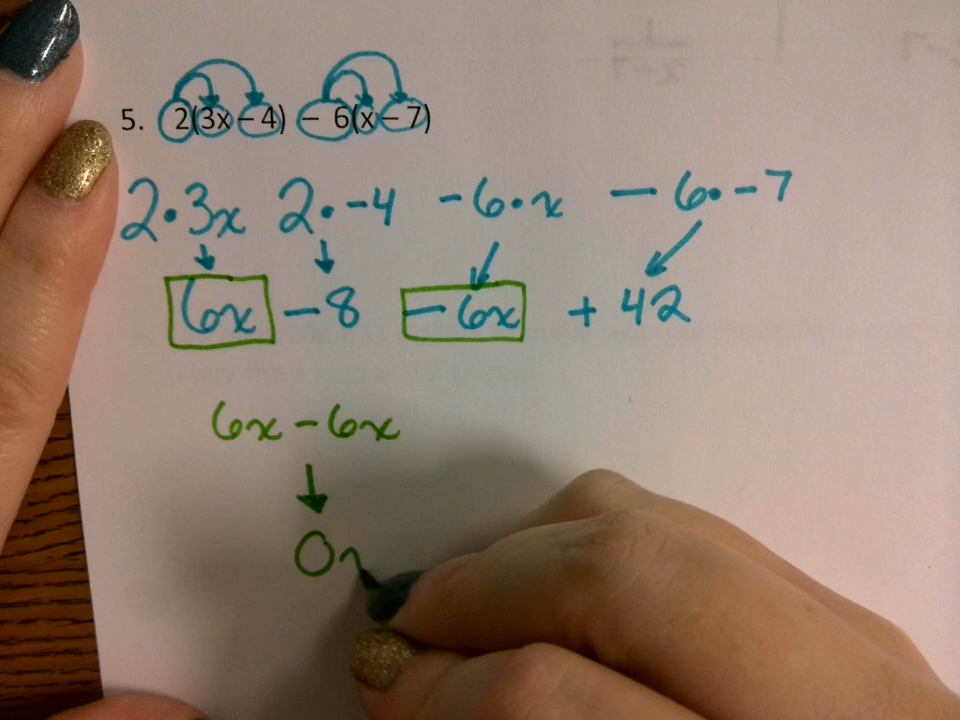 5. 2(3x – 4) – 6(x – 7)
2•3x 2•-4 -6•x - 6•-7
6x -8 -6x +42
6x - 6x
0